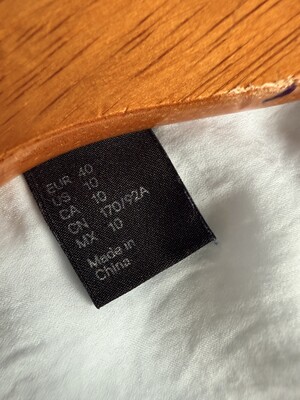 EUR 40
US 10
CA 10
CN 170/92A
MX 10
Made in
China